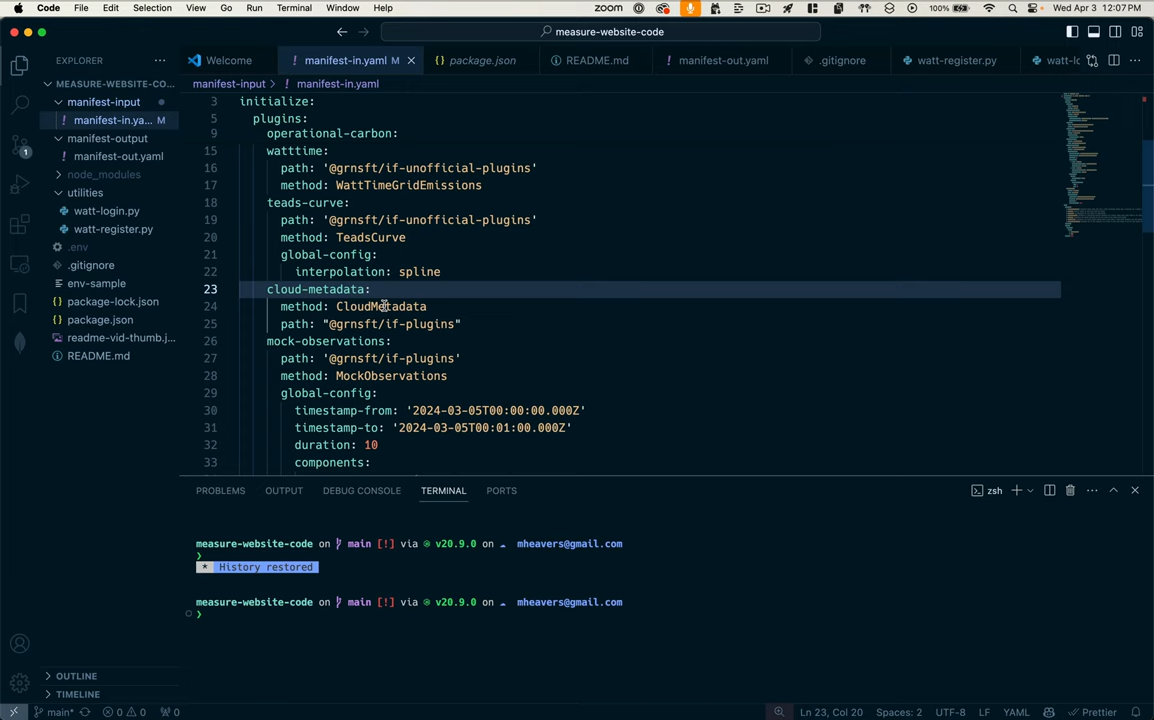 Code File Edit Selection View Go Run Terminal Window Help zoom 100% Wed Apr 3 12:07 PM
measure-website-code
EXPLORER
Welcome
manifest-in.yaml M
package.json
README.md
manifest-out.yaml
.gitignore
watt-register.py
watt-lo
MEASURE-WEBSITE-CO...
manifest-input
manifest-in.ya... M
manifest-output
manifest-out.yaml
node_modules
utilities
watt-login.py
watt-register.py
.env
.gitignore
env-sample
package-lock.json
package.json
readme-vid-thumb.j...
README.md
OUTLINE
TIMELINE
manifest-input > ! manifest-in.yaml
3 initialize:
5 plugins:
9 operational-carbon:
15 watttime:
16 path: '@grnsft/if-unofficial-plugins'
17 method: WattTimeGridEmissions
18 teads-curve:
19 path: '@grnsft/if-unofficial-plugins'
20 method: TeadsCurve
21 global-config:
22 interpolation: spline
23 cloud-metadata:
24 method: CloudMetadata
25 path: "@grnsft/if-plugins"
26 mock-observations:
27 path: '@grnsft/if-plugins'
28 method: MockObservations
29 global-config:
30 timestamp-from: '2024-03-05T00:00:00.000Z'
31 timestamp-to: '2024-03-05T00:01:00.000Z'
32 duration: 10
33 components:
PROBLEMS OUTPUT DEBUG CONSOLE TERMINAL PORTS
zsh
measure-website-code on main [!] via v20.9.0 on mheavers@gmail.com
❯
* History restored
measure-website-code on main [!] via v20.9.0 on mheavers@gmail.com
❯
main* 0 0 0 Ln 23, Col 20 Spaces: 2 UTF-8 LF YAML Prettier
1